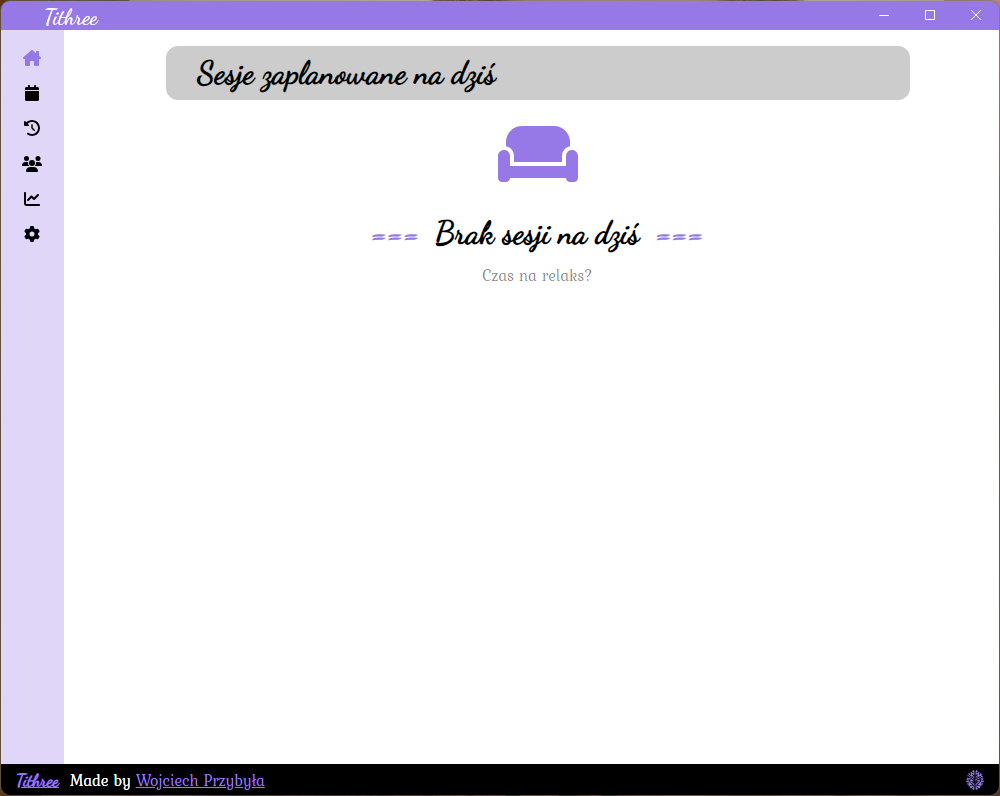 Tithree
Sesje zaplanowane na dziś
=== Brak sesji na dziś ===
Czas na relaks?
Tithree Made by Wojciech Przybyła